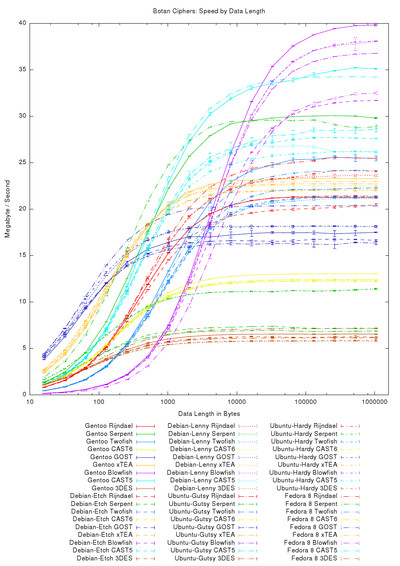 Botan Ciphers: Speed by Data Length
40
35
30
25
20
15
10
5
0
Megabyte / Second
10 100 1000 10000 100000 1000000
Data Length in Bytes
Gentoo Rijndael Debian-Lenny Rijndael Ubuntu-Hardy Rijndael
Gentoo Serpent Debian-Lenny Serpent Ubuntu-Hardy Serpent
Gentoo Twofish Debian-Lenny Twofish Ubuntu-Hardy Twofish
Gentoo CAST6 Debian-Lenny CAST6 Ubuntu-Hardy CAST6
Gentoo GOST Debian-Lenny GOST Ubuntu-Hardy GOST
Gentoo xTEA Debian-Lenny xTEA Ubuntu-Hardy xTEA
Gentoo Blowfish Debian-Lenny Blowfish Ubuntu-Hardy Blowfish
Gentoo CAST5 Debian-Lenny CAST5 Ubuntu-Hardy CAST5
Gentoo 3DES Debian-Lenny 3DES Ubuntu-Hardy 3DES
Debian-Etch Rijndael Ubuntu-Gutsy Rijndael Fedora 8 Rijndael
Debian-Etch Serpent Ubuntu-Gutsy Serpent Fedora 8 Serpent
Debian-Etch Twofish Ubuntu-Gutsy Twofish Fedora 8 Twofish
Debian-Etch CAST6 Ubuntu-Gutsy CAST6 Fedora 8 CAST6
Debian-Etch GOST Ubuntu-Gutsy GOST Fedora 8 GOST
Debian-Etch xTEA Ubuntu-Gutsy xTEA Fedora 8 xTEA
Debian-Etch Blowfish Ubuntu-Gutsy Blowfish Fedora 8 Blowfish
Debian-Etch CAST5 Ubuntu-Gutsy CAST5 Fedora 8 CAST5
Debian-Etch 3DES Ubuntu-Gutsy 3DES Fedora 8 3DES